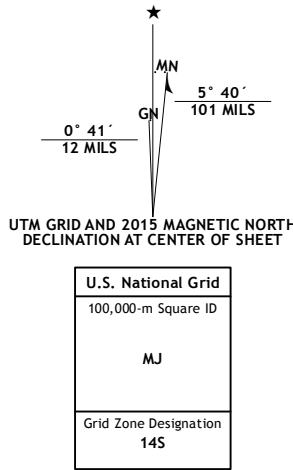 MN
5° 40´
101 MILS
GN
0° 41´
12 MILS
UTM GRID AND 2015 MAGNETIC NORTH
DECLINATION AT CENTER OF SHEET
U.S. National Grid
100,000-m Square ID
MJ
Grid Zone Designation
14S